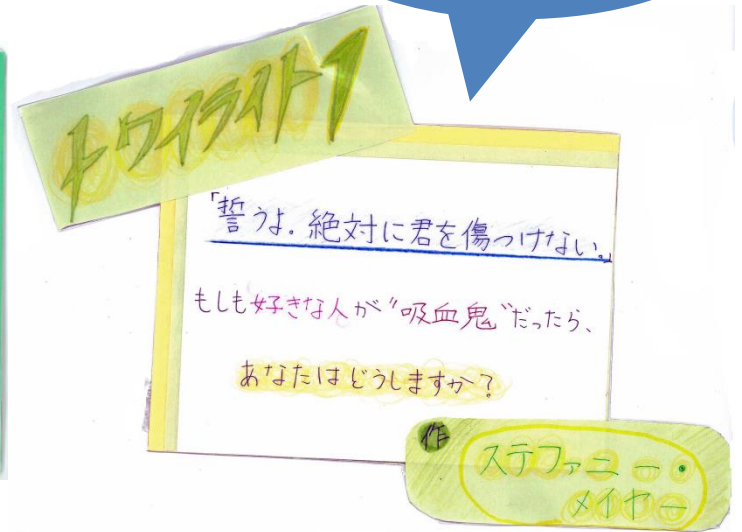 トワイライト1
「誓うよ。絶対に君を傷つけない。」
もしも好きな人が“吸血鬼”だったら、
あなたはどうしますか?
作
ステファニー・
メイヤー